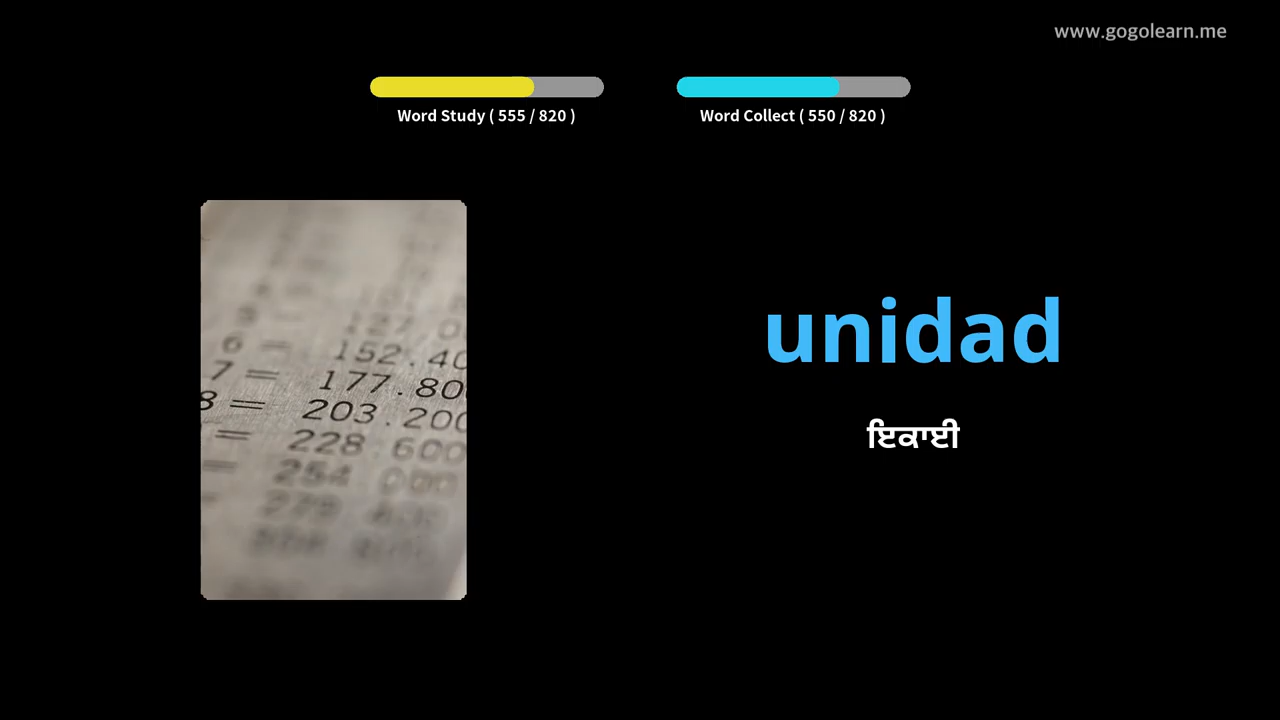 www.gogolearn.me
Word Study ( 555 / 820 )
Word Collect ( 550 / 820 )
6 = 152.40
7 = 177.80
8 = 203.200
= 228.600
= 254
unidad
ਇਕਾਈ